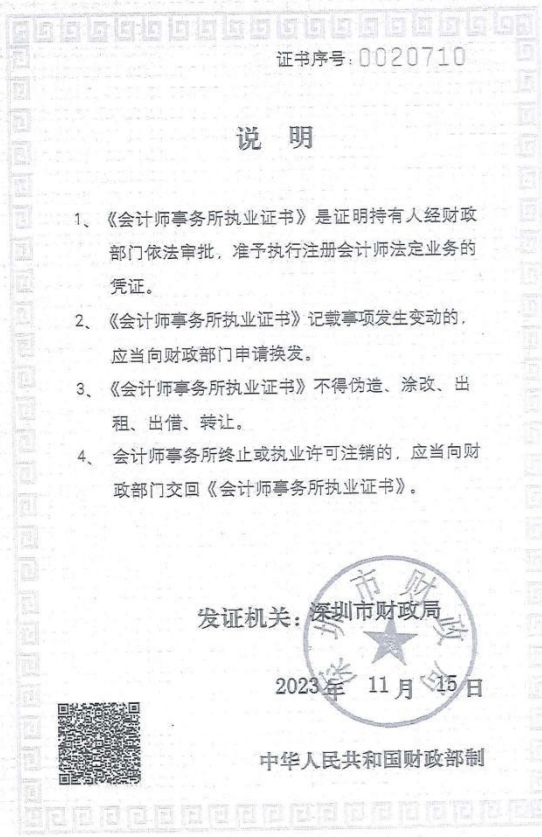 证书序号:0020710
说 明
1、《会计师事务所执业证书》是证明持有人经财政
部门依法审批,准予执行注册会计师法定业务的
凭证。
2、《会计师事务所执业证书》记载事项发生变动的,
应当向财政部门申请换发。
3、《会计师事务所执业证书》不得伪造、涂改、出
租、出借、转让。
4、会计师事务所终止或执业许可注销的,应当向财
政部门交回《会计师事务所执业证书》。
深圳市财政局
发证机关:深圳市财政局
2023年 11月 15日
中华人民共和国财政部制